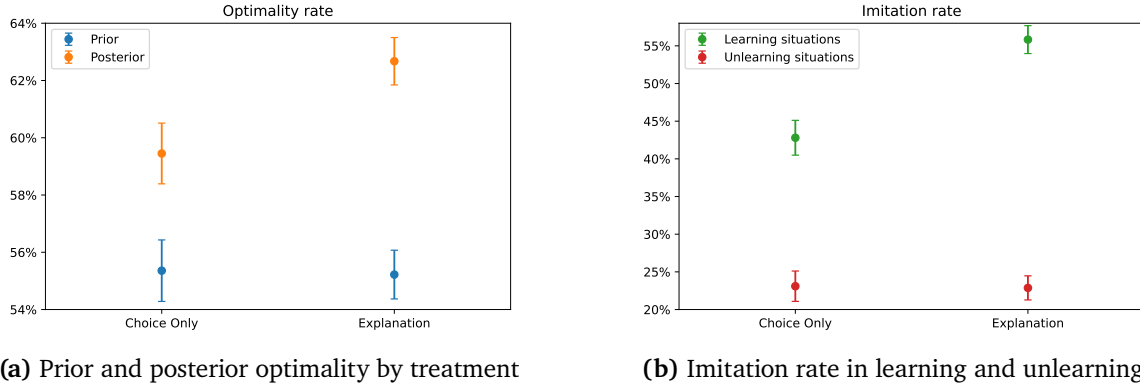 Optimality rate
64%
62%
60%
58%
56%
54%
Prior
Posterior
Choice Only
Explanation
(a) Prior and posterior optimality by treatment
Imitation rate
55%
50%
45%
40%
35%
30%
25%
20%
Learning situations
Unlearning situations
Choice Only
Explanation
(b) Imitation rate in learning and unlearning